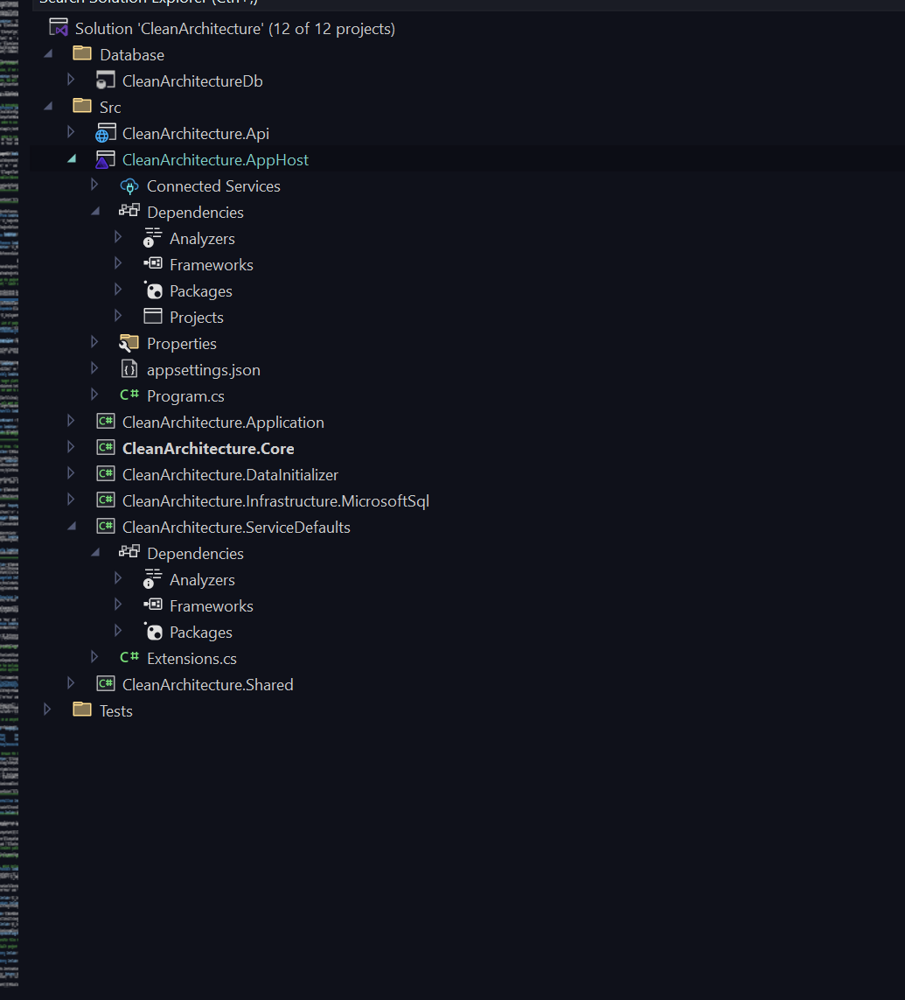 Search Solution Explorer (Ctrl+;)
Solution 'CleanArchitecture' (12 of 12 projects)
Database
CleanArchitectureDb
Src
CleanArchitecture.Api
CleanArchitecture.AppHost
Connected Services
Dependencies
Analyzers
Frameworks
Packages
Projects
Properties
appsettings.json
C# Program.cs
C# CleanArchitecture.Application
C# CleanArchitecture.Core
C# CleanArchitecture.DataInitializer
C# CleanArchitecture.Infrastructure.MicrosoftSql
C# CleanArchitecture.ServiceDefaults
Dependencies
Analyzers
Frameworks
Packages
C# Extensions.cs
C# CleanArchitecture.Shared
Tests